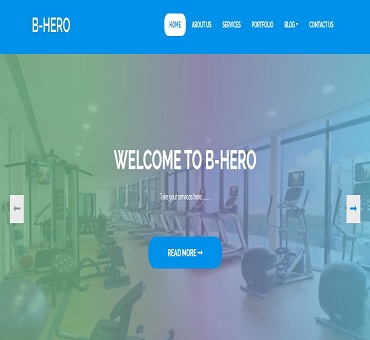 B-HERO
HOME ABOUT US SERVICES PORTFOLIO BLOG CONTACT US
WELCOME TO B-HERO
Take your services here........
READ MORE